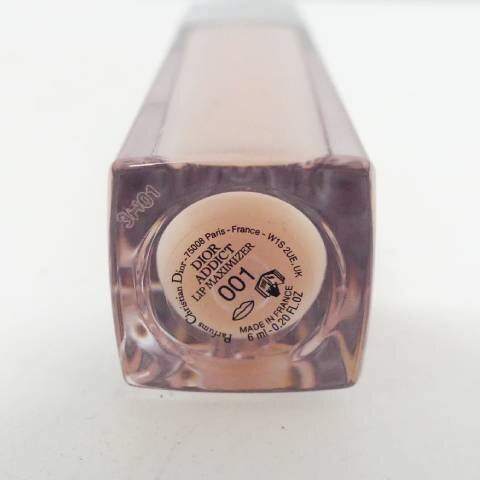 Parfums Christian Dior - 75008 Paris - France - W1S 2UE, UK
DIOR
ADDICT
LIP MAXIMIZER
001
MADE IN FRANCE
6 ml - 0.20 FL.OZ